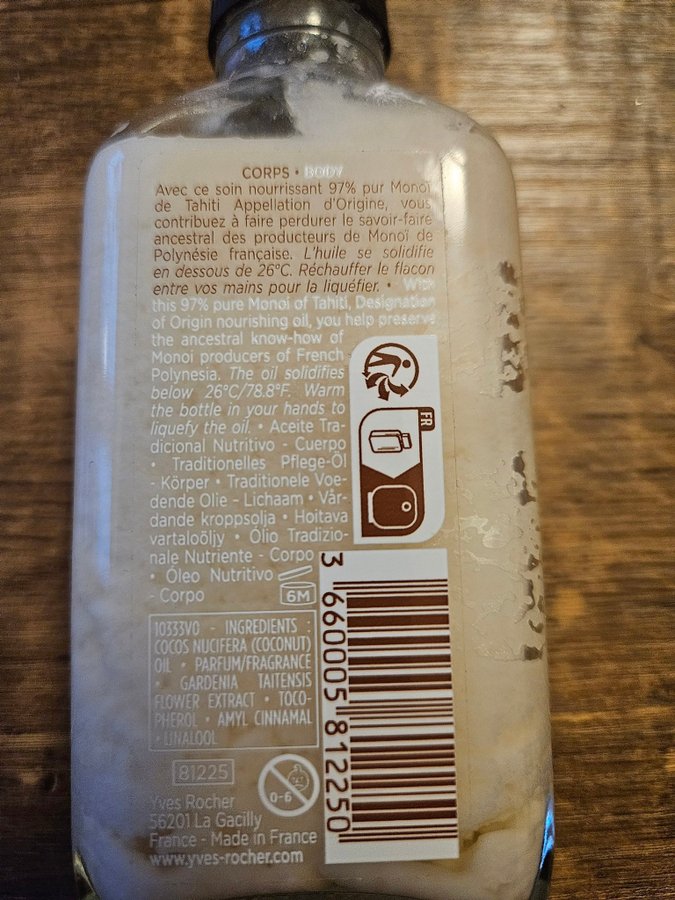 CORPS • BODY
Avec ce soin nourrissant 97% pur Monoï
de Tahiti Appellation d'Origine, vous
contribuez à faire perdurer le savoir-faire
ancestral des producteurs de Monoï de
Polynésie française. L'huile se solidifie
en dessous de 26°C. Réchauffer le flacon
entre vos mains pour la liquéfier. • With
this 97% pure Monoi of Tahiti, Designation
of Origin nourishing oil, you help preserve
the ancestral know-how of
Monoi producers of French
Polynesia. The oil solidifies
below 26°C/78.8°F. Warm
the bottle in your hands to
liquefy the oil. • Aceite Tra-
dicional Nutritivo - Cuerpo
• Traditionelles Pflege-Öl
- Körper • Traditionele Voe-
dende Olie - Lichaam • Vår-
dande kroppsolja • Hoitava
vartaloöljy • Ólio Tradizio-
nale Nutriente - Corpo
• Óleo Nutritivo
- Corpo
6M
FR
10333V0 - INGREDIENTS :
COCOS NUCIFERA (COCONUT)
OIL • PARFUM/FRAGRANCE
• GARDENIA TAITENSIS
FLOWER EXTRACT • TOCO-
PHEROL • AMYL CINNAMAL
• LINALOOL
81225
0-6
Yves Rocher
56201 La Gacilly
France - Made in France
www.yves-rocher.com
3 660005 812250